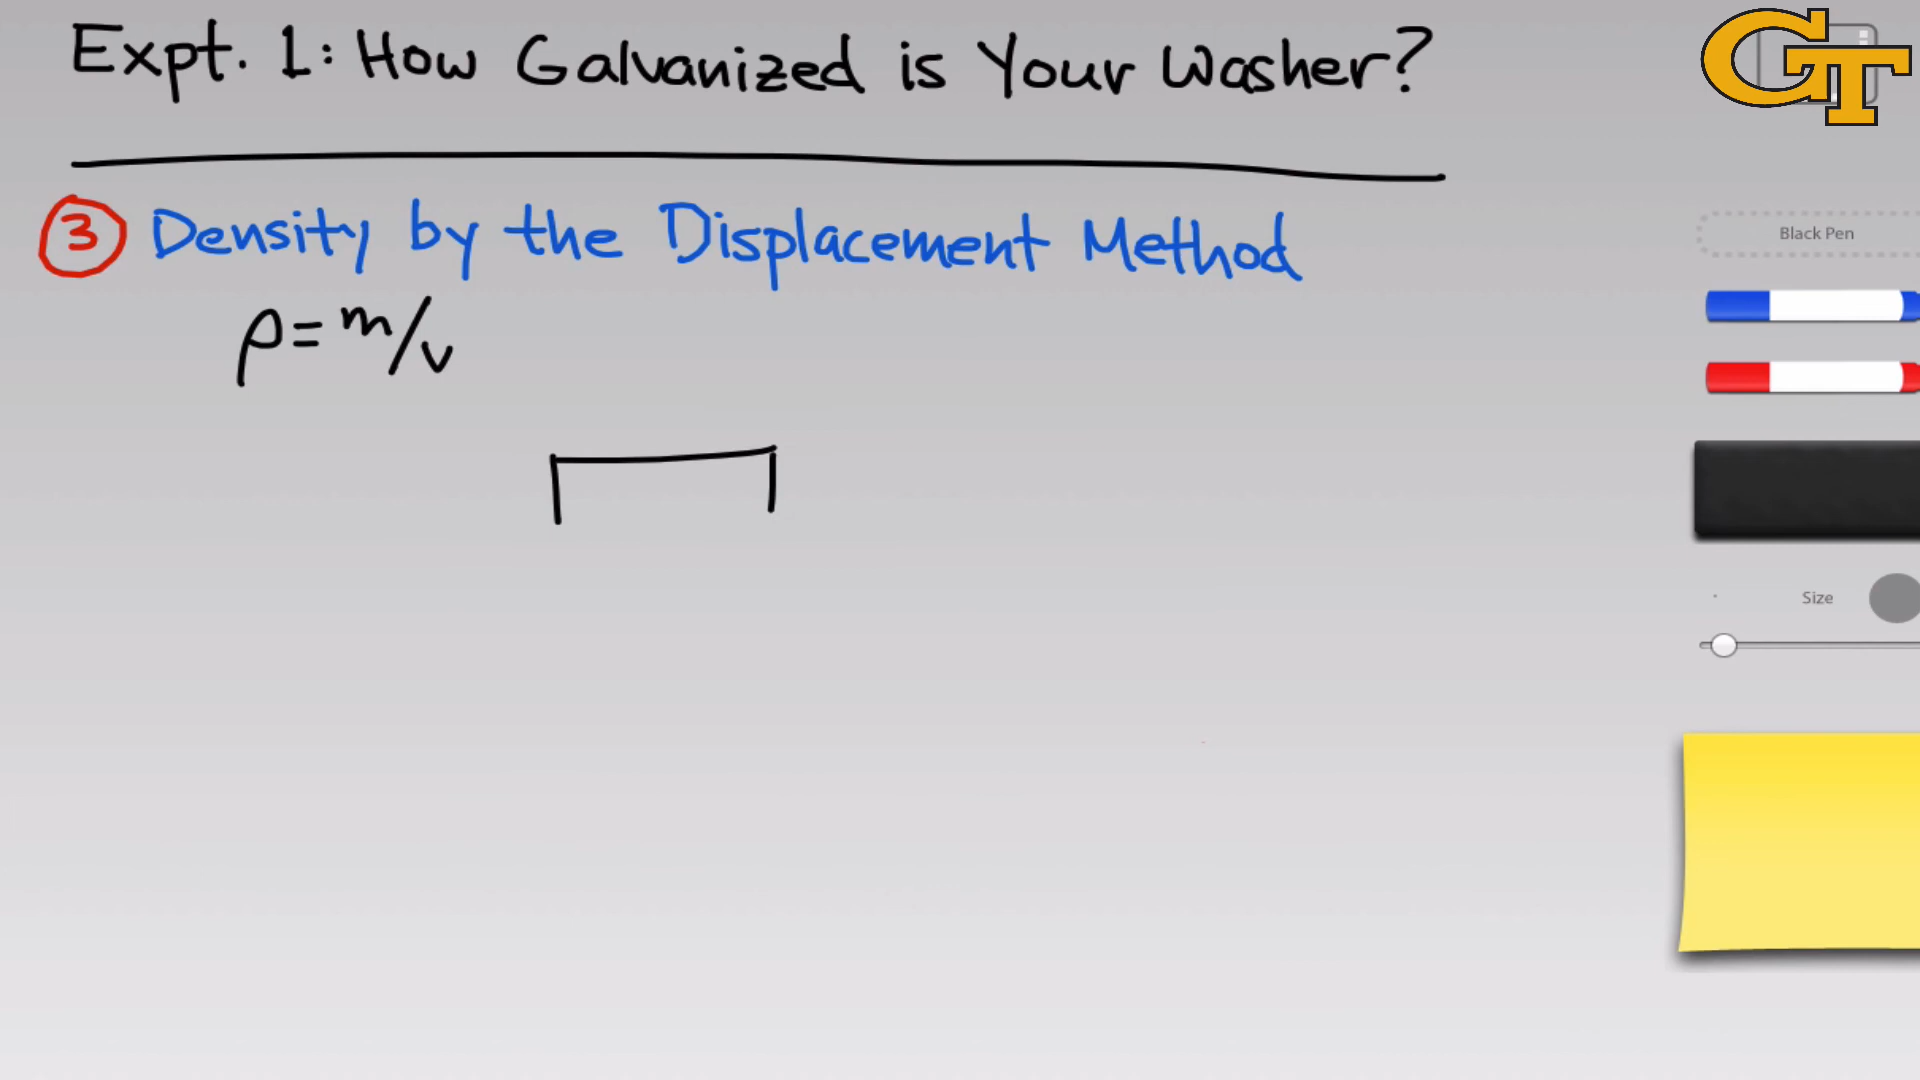 Expt. 1: How Galvanized is Your Washer?
GT
③ Density by the Displacement Method
ρ = m/v
Black Pen
Size